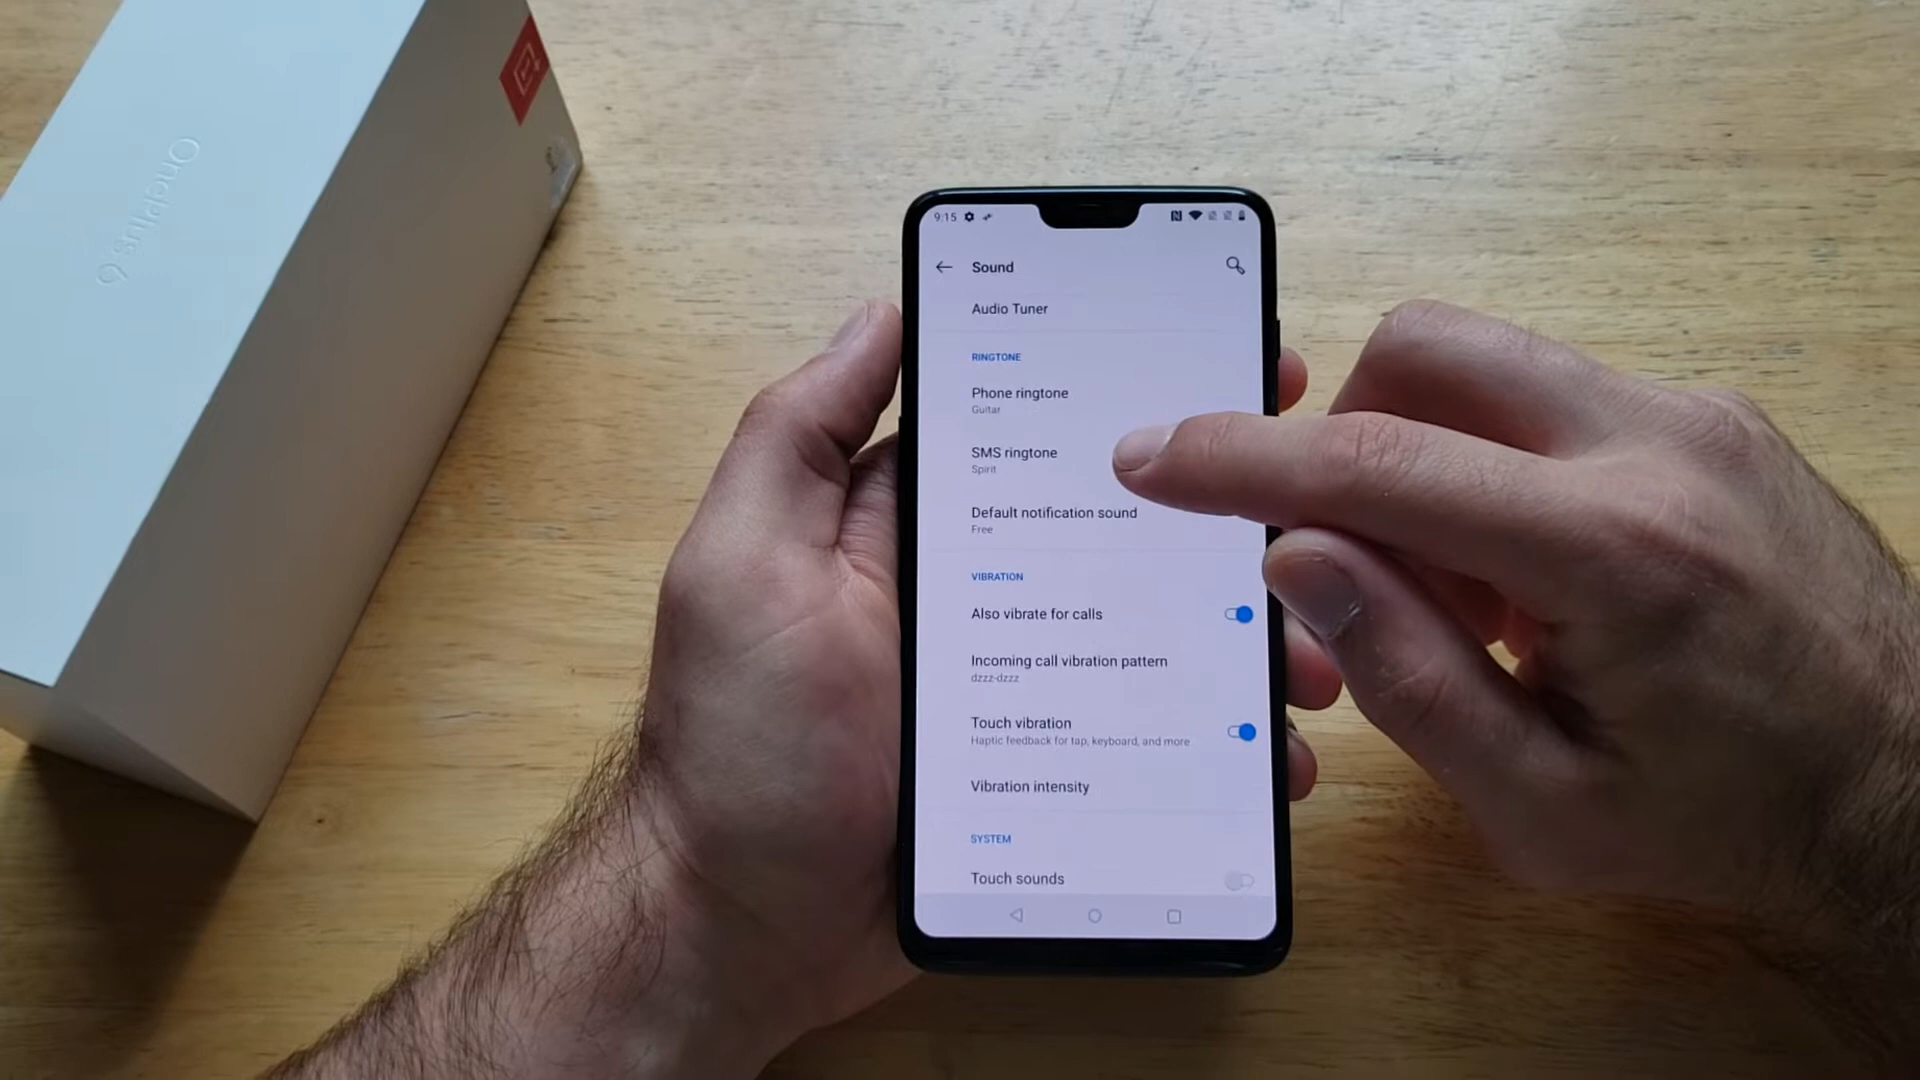 OnePlus 6
9:15
Sound
Audio Tuner
RINGTONE
Phone ringtone
Guitar
SMS ringtone
Spirit
Default notification sound
Free
VIBRATION
Also vibrate for calls
Incoming call vibration pattern
dzzz-dzzz
Touch vibration
Haptic feedback for tap, keyboard, and more
Vibration intensity
SYSTEM
Touch sounds